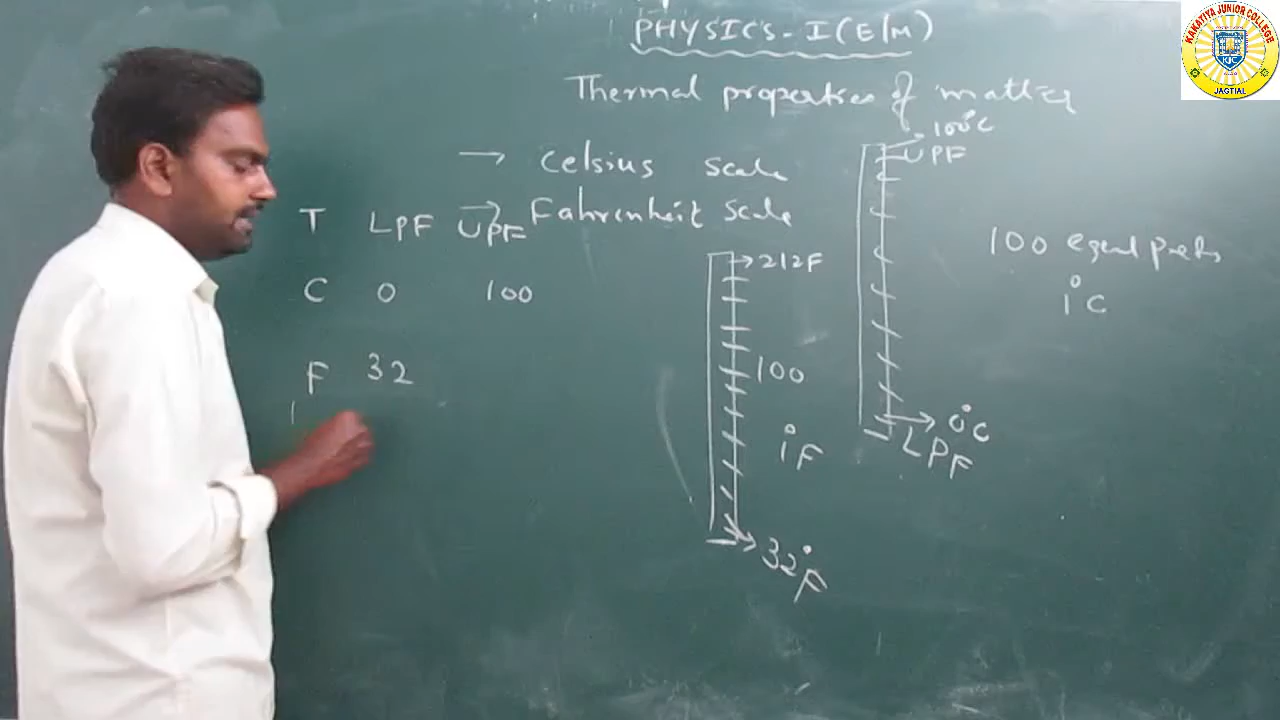 PHYSICS - I (E/M)
Thermal properties of matter
→ Celsius scale
→ Fahrenheit scale
T LPF UPF
C 0 100
F 32
→ 212F
100
1°F
→ 32°F
→ 100°C
UPF
→ 0°C
LPF
100 equal parts
1°C
KAKATIYA JUNIOR COLLEGE
KJC
JAGTIAL